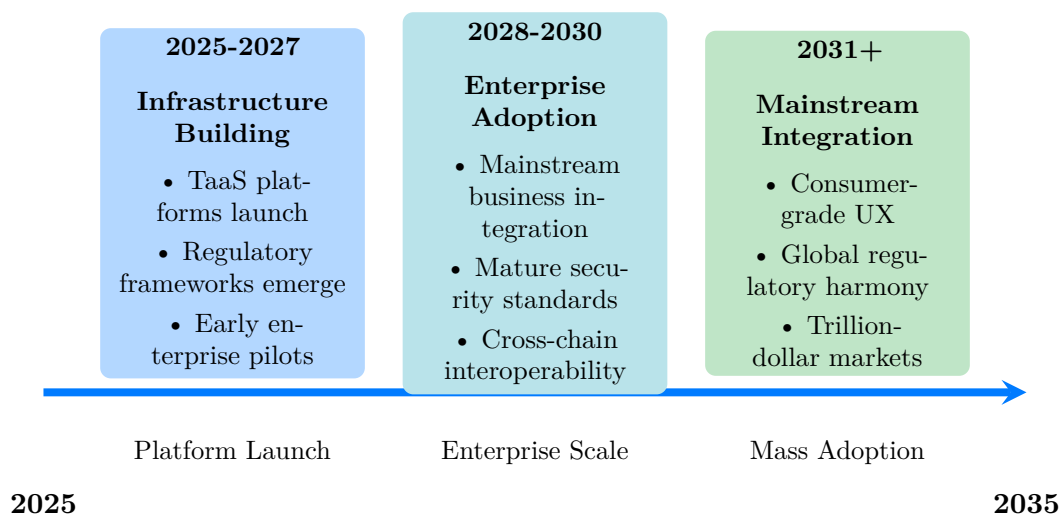 2025-2027
Infrastructure
Building
• TaaS plat-
forms launch
• Regulatory
frameworks emerge
• Early en-
terprise pilots
2028-2030
Enterprise
Adoption
• Mainstream
business in-
tegration
• Mature secu-
rity standards
• Cross-chain
interoperability
2031+
Mainstream
Integration
• Consumer-
grade UX
• Global regu-
latory harmony
• Trillion-
dollar markets
Platform Launch
Enterprise Scale
Mass Adoption
2025
2035